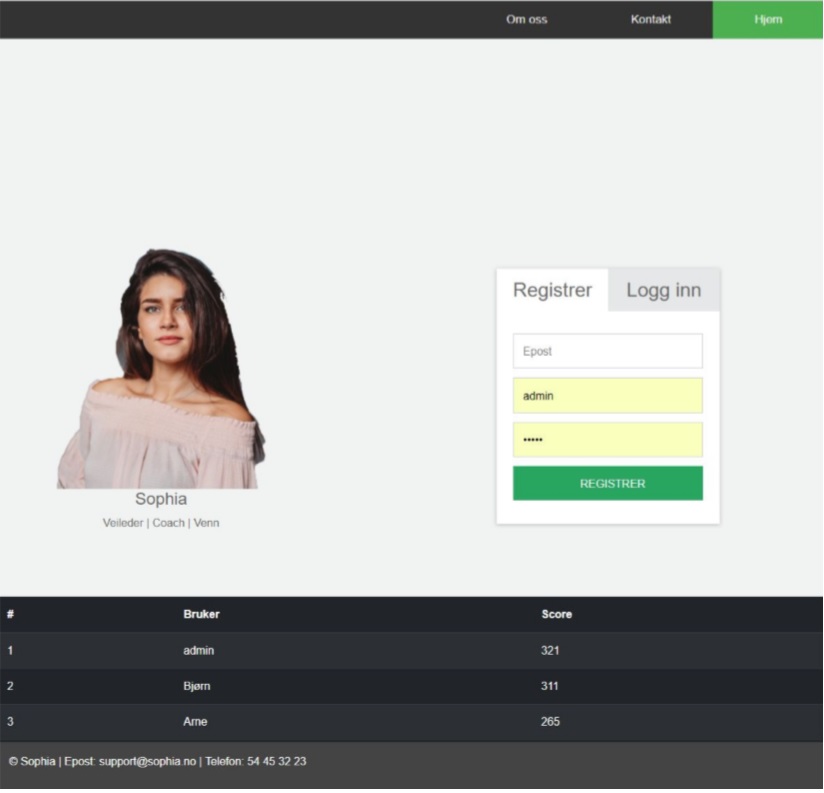 Om oss Kontakt Hjem
Registrer Logg inn
Epost
admin
•••••
REGISTRER
Sophia
Veileder | Coach | Venn
# Bruker Score
1 admin 321
2 Bjørn 311
3 Arne 265
© Sophia | Epost: support@sophia.no | Telefon: 54 45 32 23